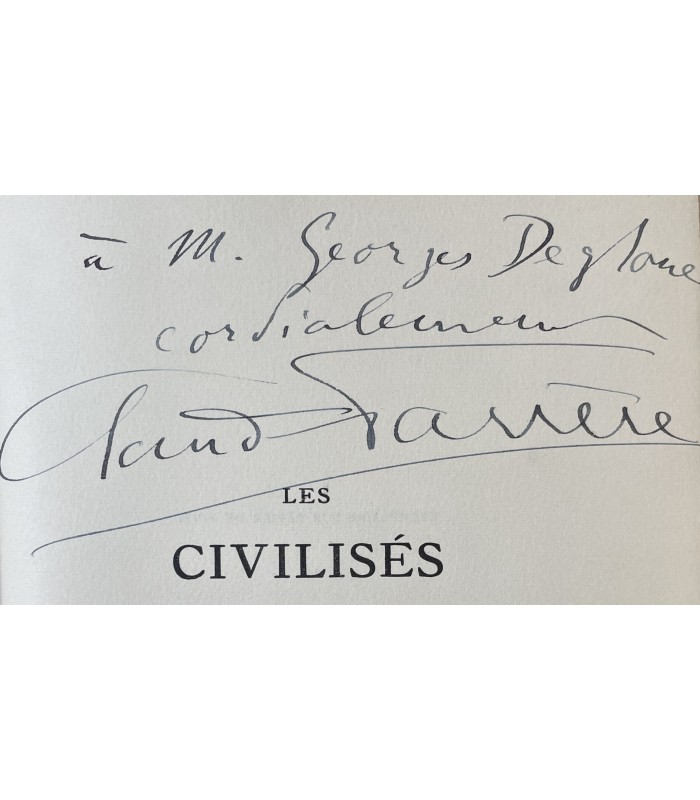 à M. Georges Deglane
cordialement
Claude Farrère
LES
CIVILISÉS